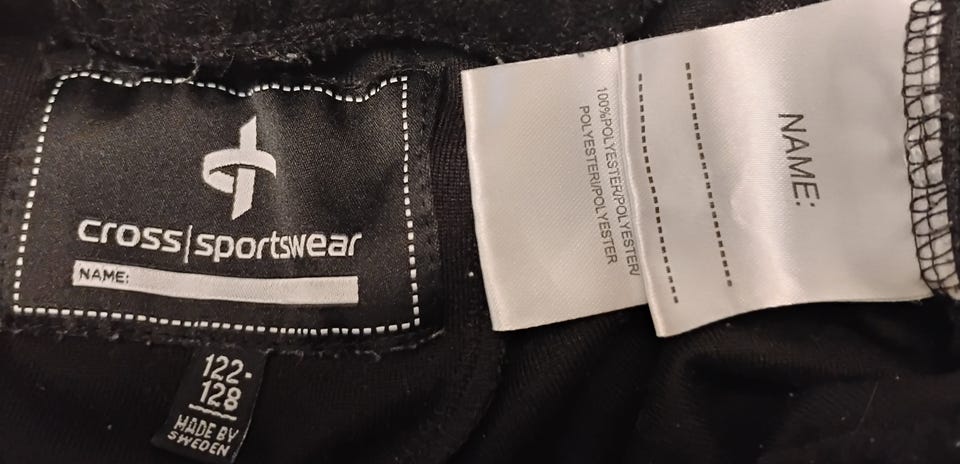 cross|sportswear
NAME:
122-
128
MADE BY
SWEDEN
100%POLYESTER/POLYESTER/
POLYESTER/POLYESTER
NAME: